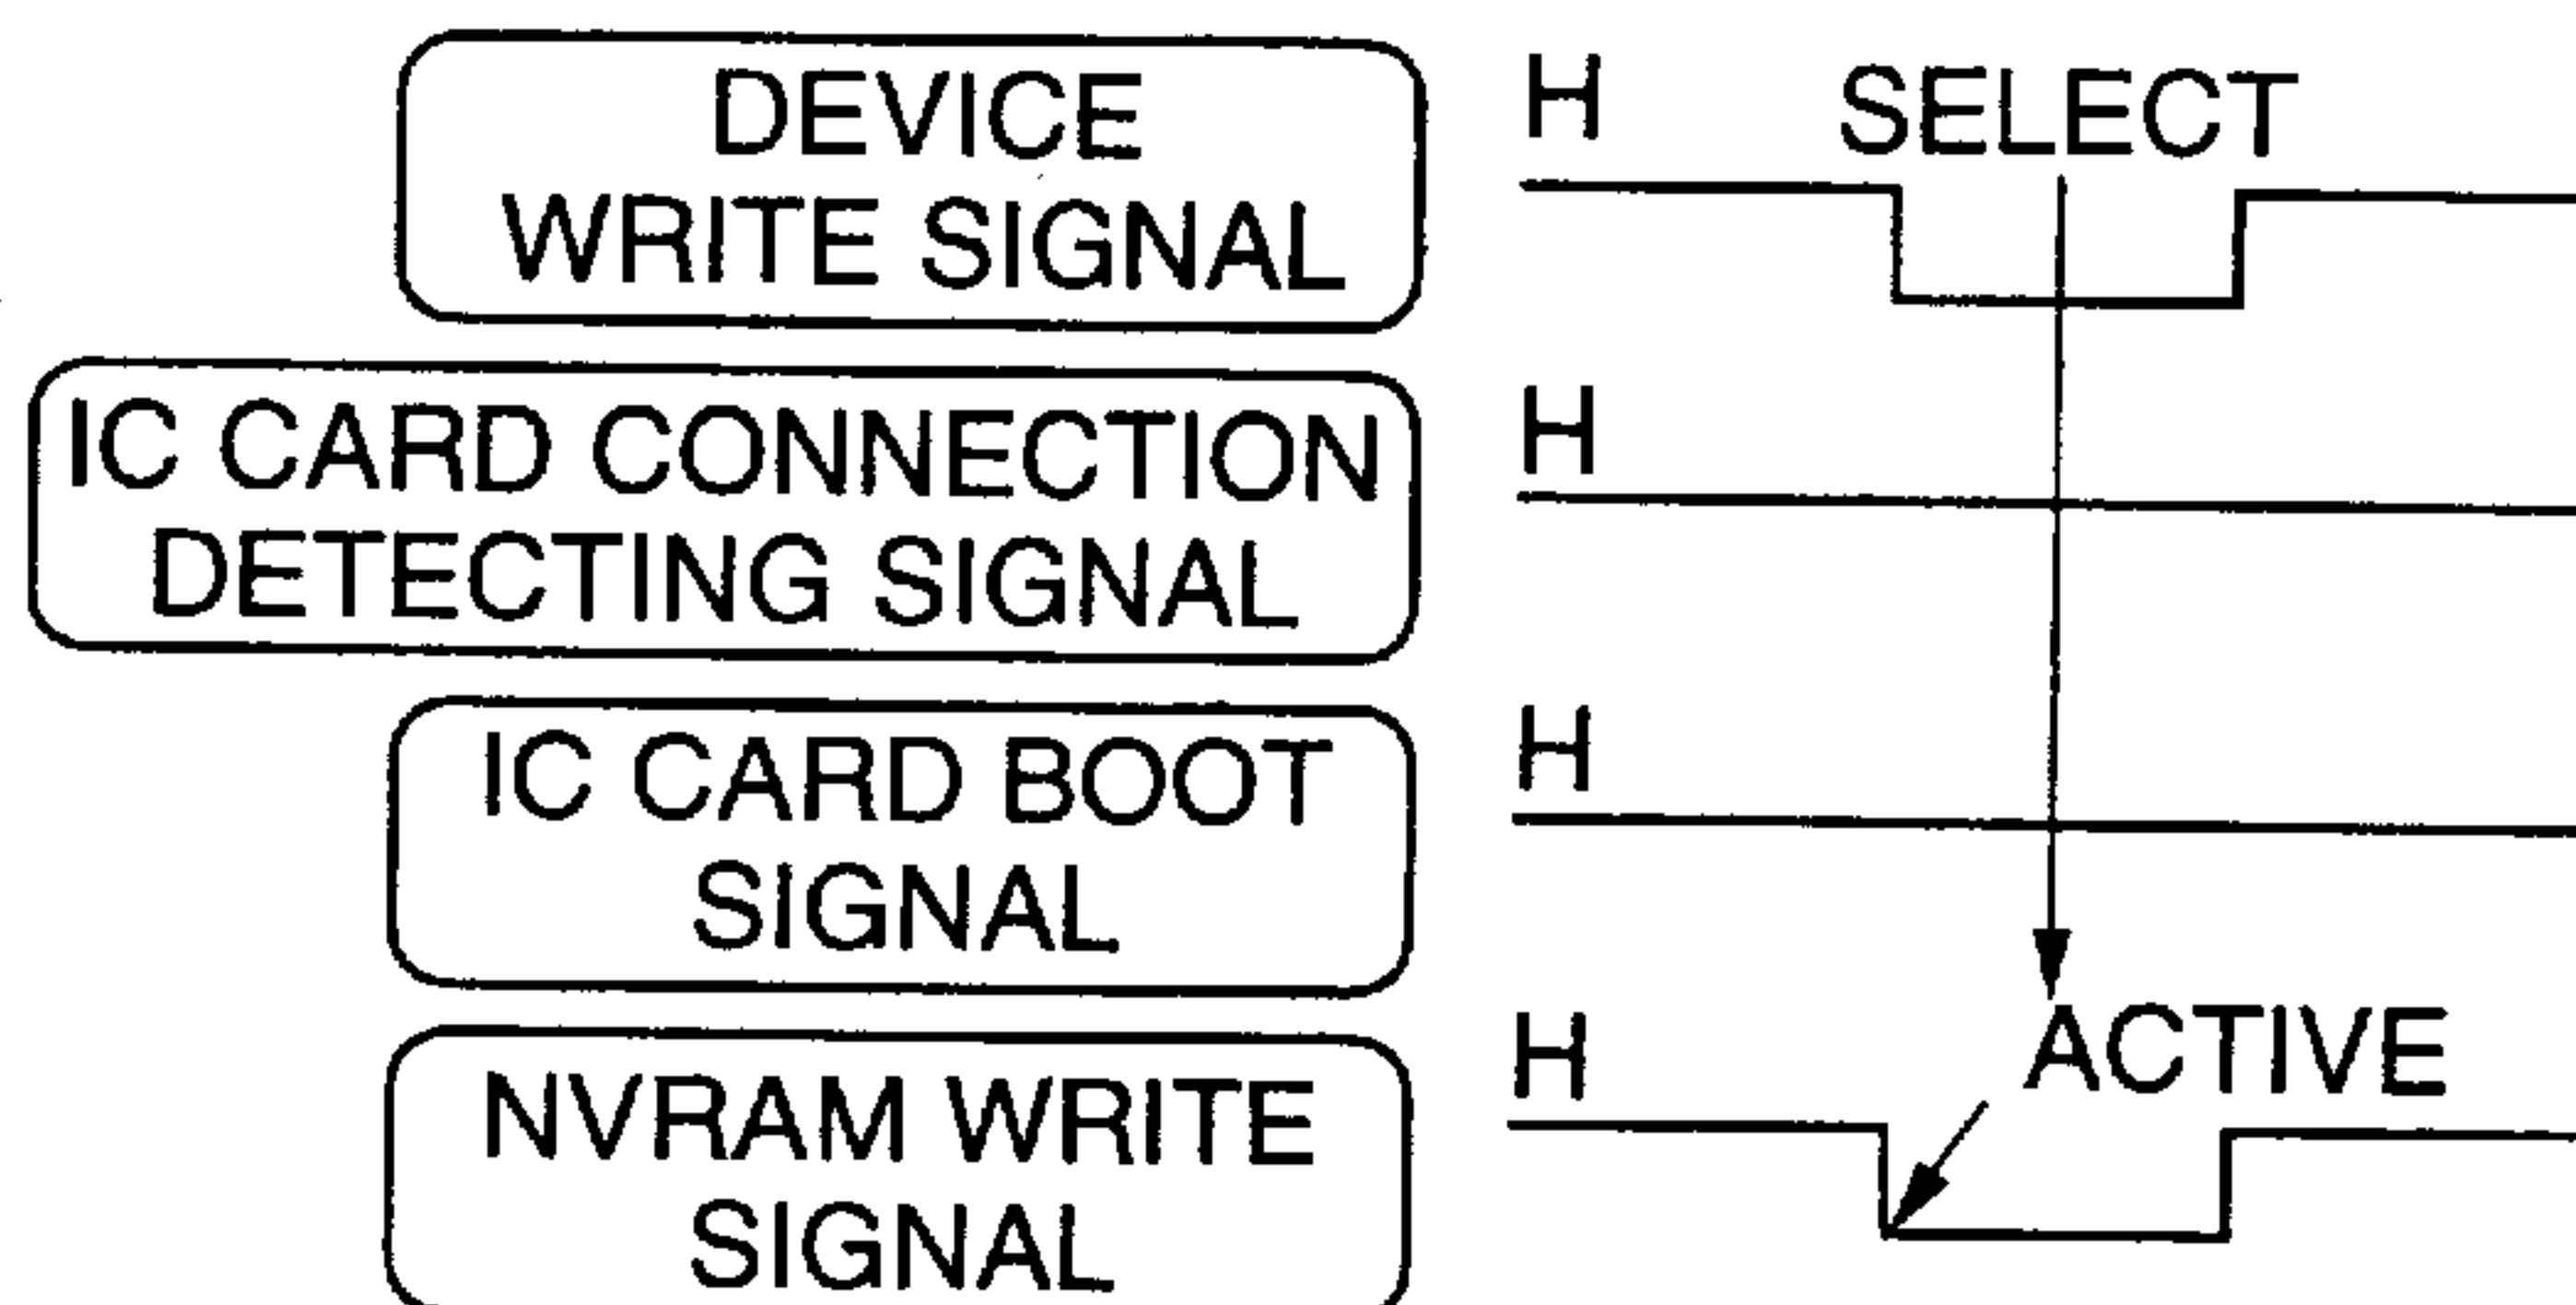 DEVICE
WRITE SIGNAL
H
SELECT
IC CARD CONNECTION
DETECTING SIGNAL
H
IC CARD BOOT
SIGNAL
H
NVRAM WRITE
SIGNAL
H
ACTIVE